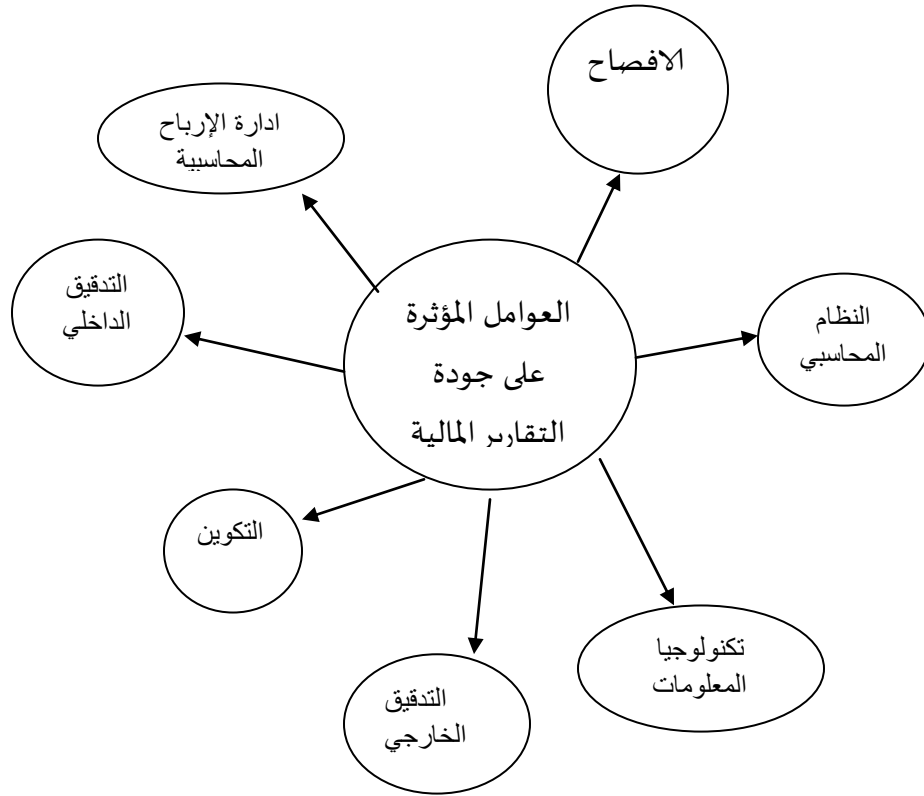 الافصاح
ادارة الإرباح
المحاسبية
التدقيق
الداخلي
العوامل المؤثرة
على جودة
التقارير المالية
النظام
المحاسبي
التكوين
تكنولوجيا
المعلومات
التدقيق
الخارجي